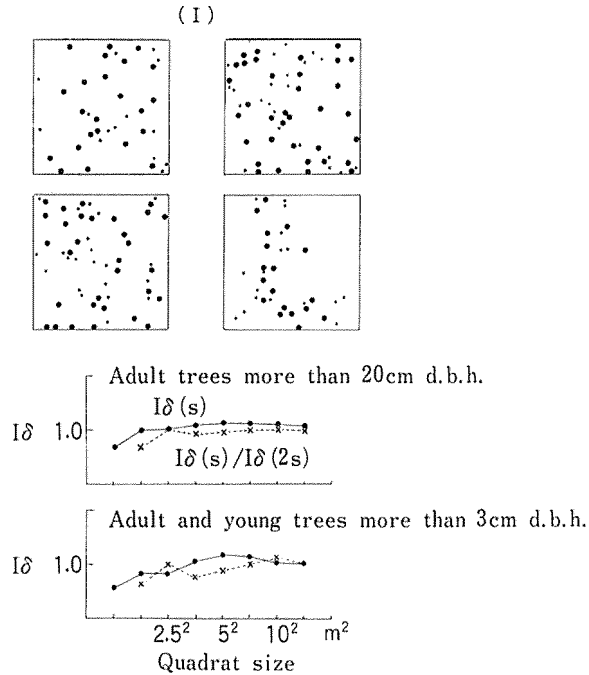 (I)
Adult trees more than 20cm d.b.h.
Iδ(s)
Iδ 1.0
Iδ(s)/Iδ(2s)
Adult and young trees more than 3cm d.b.h.
Iδ 1.0
2.5² 5² 10² m²
Quadrat size